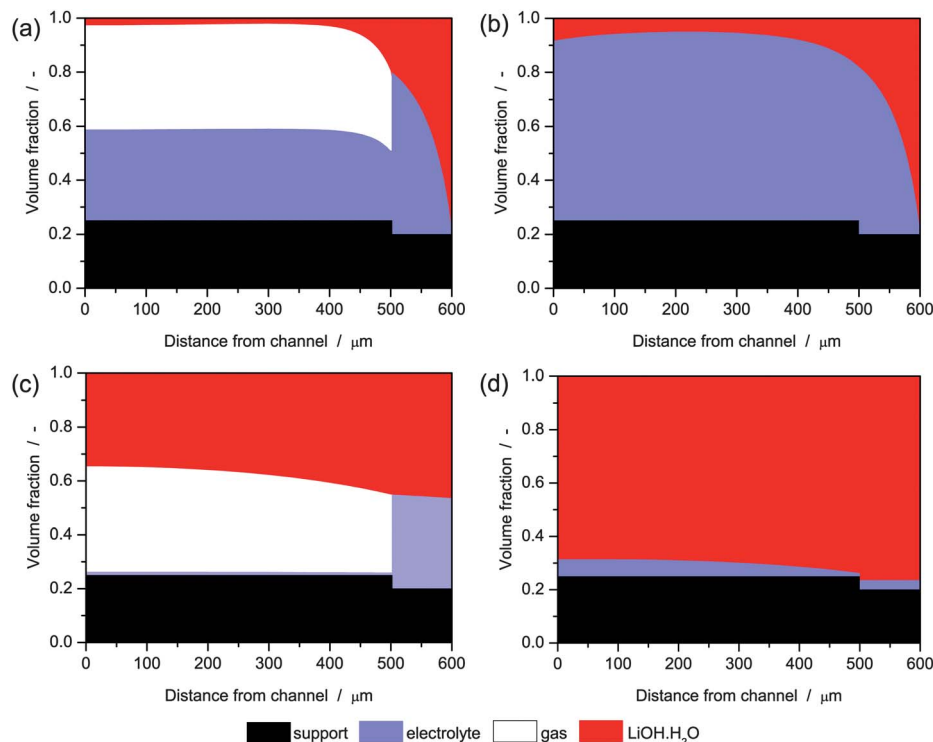 (a)
Volume fraction / -
1.0
0.8
0.6
0.4
0.2
0.0
0 100 200 300 400 500 600
Distance from channel / μm
(b)
Volume fraction / -
1.0
0.8
0.6
0.4
0.2
0.0
0 100 200 300 400 500 600
Distance from channel / μm
(c)
Volume fraction / -
1.0
0.8
0.6
0.4
0.2
0.0
0 100 200 300 400 500 600
Distance from channel / μm
(d)
Volume fraction / -
1.0
0.8
0.6
0.4
0.2
0.0
0 100 200 300 400 500 600
Distance from channel / μm
support electrolyte gas LiOH.H₂O